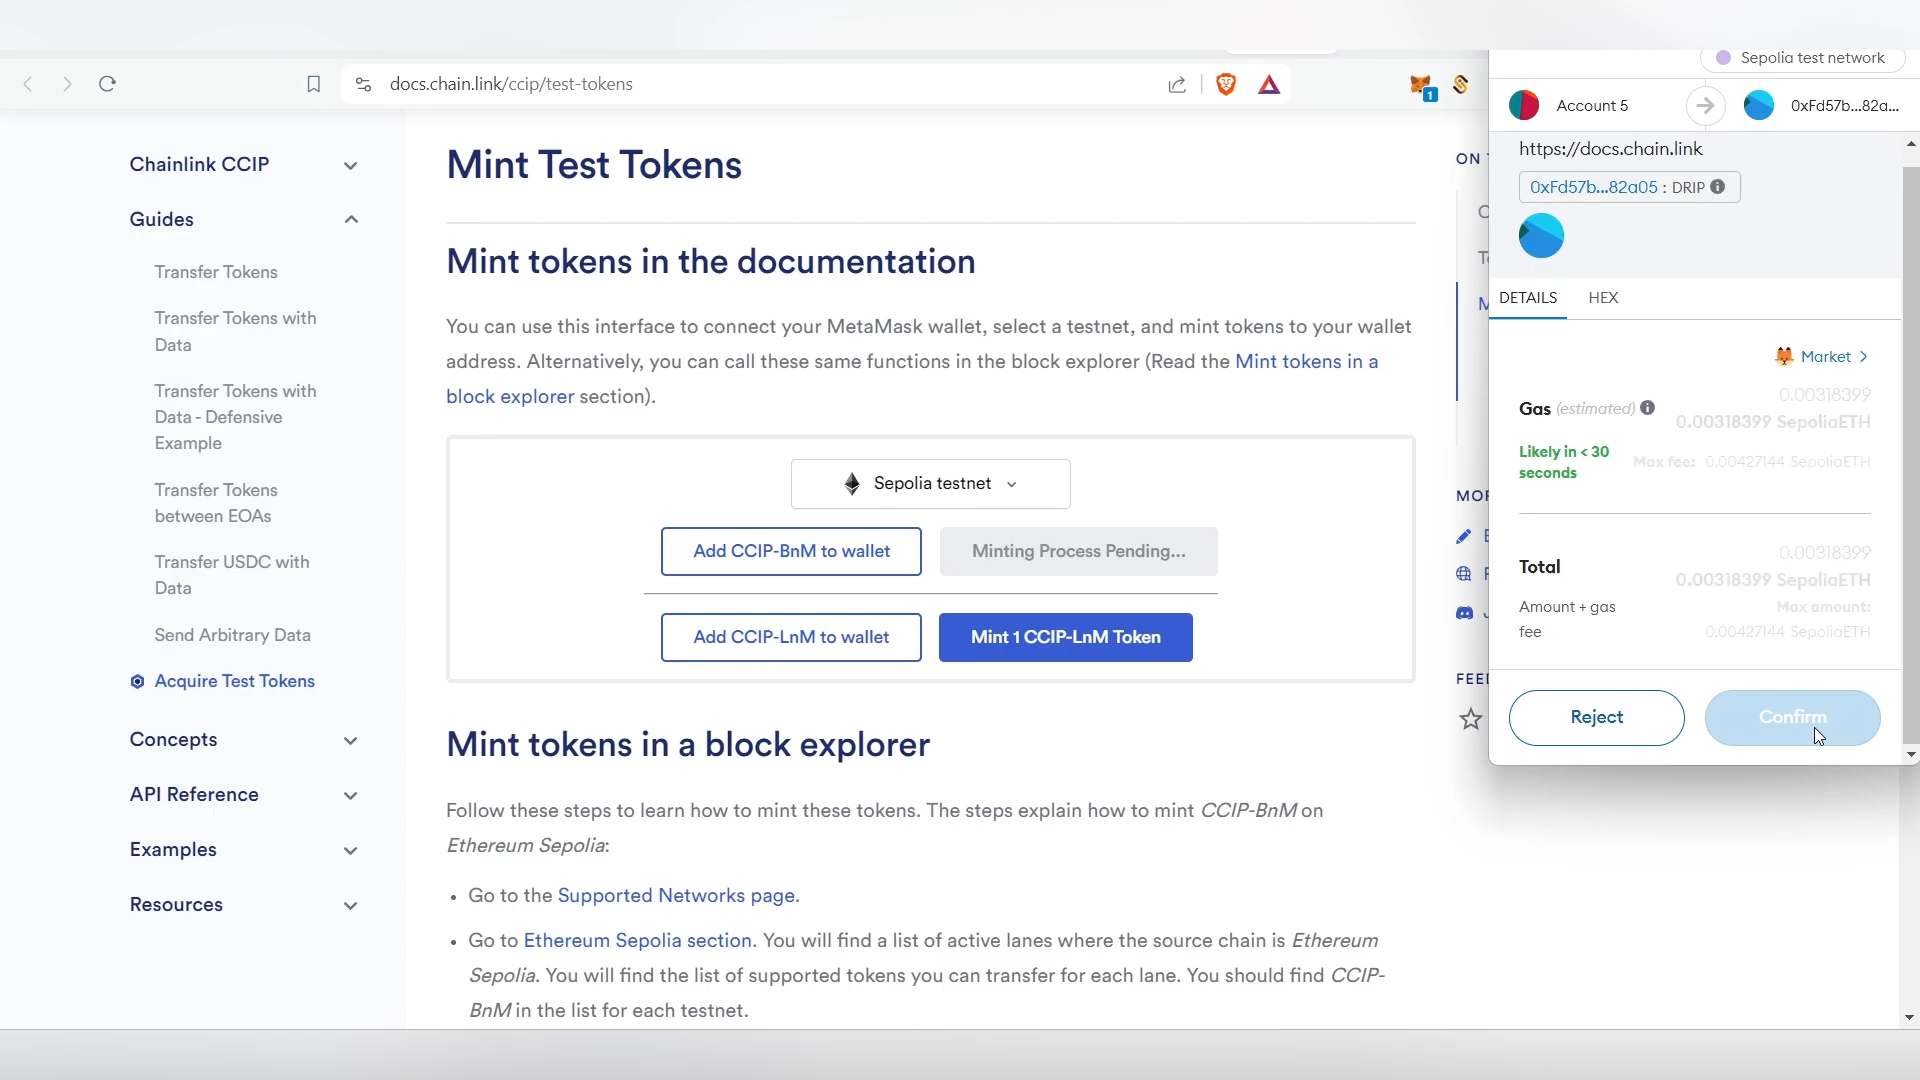 docs.chain.link/ccip/test-tokens
1
Chainlink CCIP
Guides
Transfer Tokens
Transfer Tokens with
Data
Transfer Tokens with
Data - Defensive
Example
Transfer Tokens
between EOAs
Transfer USDC with
Data
Send Arbitrary Data
Acquire Test Tokens
Concepts
API Reference
Examples
Resources
Mint Test Tokens
Mint tokens in the documentation
You can use this interface to connect your MetaMask wallet, select a testnet, and mint tokens to your wallet
address. Alternatively, you can call these same functions in the block explorer (Read the Mint tokens in a
block explorer section).
Sepolia testnet
Add CCIP-BnM to wallet
Minting Process Pending...
Add CCIP-LnM to wallet
Mint 1 CCIP-LnM Token
Mint tokens in a block explorer
Follow these steps to learn how to mint these tokens. The steps explain how to mint CCIP-BnM on
Ethereum Sepolia:
• Go to the Supported Networks page.
• Go to Ethereum Sepolia section. You will find a list of active lanes where the source chain is Ethereum
Sepolia. You will find the list of supported tokens you can transfer for each lane. You should find CCIP-
BnM in the list for each testnet.
ON
Sepolia test network
Account 5
0xFd57b...82a...
https://docs.chain.link
0xFd57b...82a05 : DRIP
DETAILS
HEX
Market >
0.00318399
Gas (estimated)
0.00318399 SepoliaETH
Likely in < 30
seconds
Max fee: 0.00427144 SepoliaETH
0.00318399
Total
0.00318399 SepoliaETH
Amount + gas
fee
Max amount:
0.00427144 SepoliaETH
Reject
Confirm